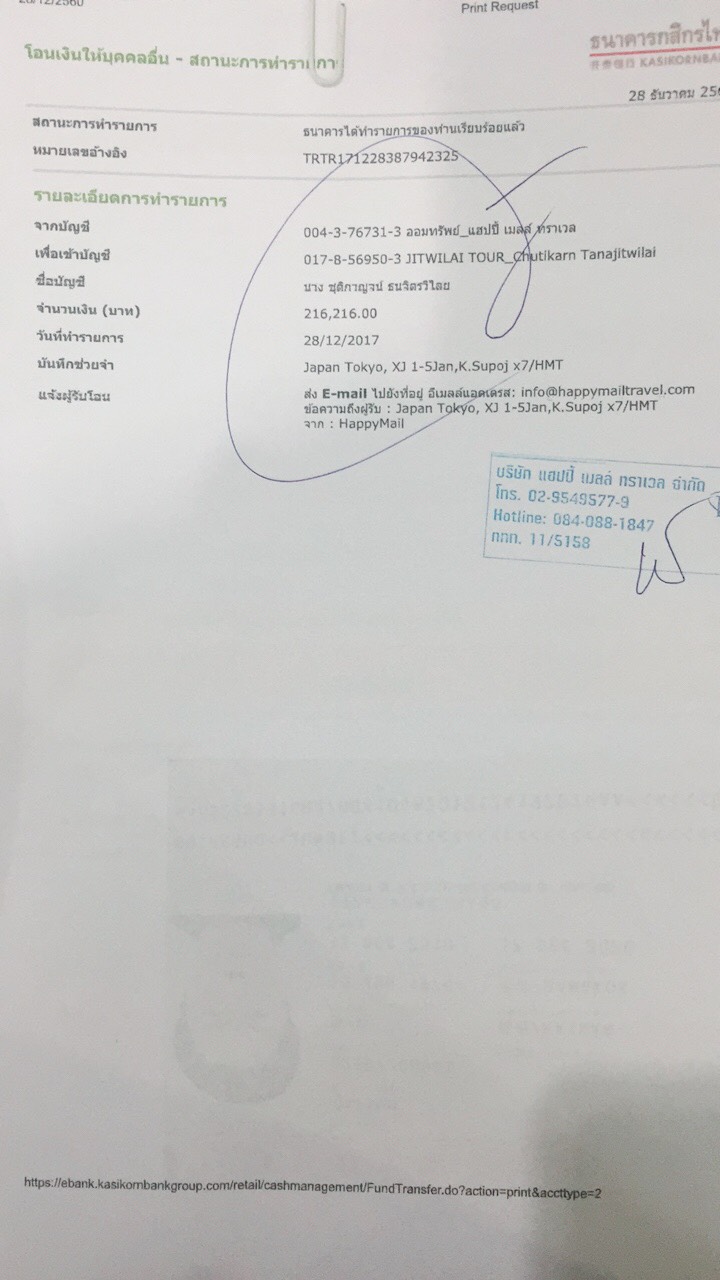 /12/2560
Print Request
ธนาคารกสิกรไท
KASIKORNBA
โอนเงินให้บุคคลอื่น - สถานะการทำรา กา
28 ธันวาคม 256
สถานะการทำรายการ ธนาคารได้ทำรายการของท่านเรียบร้อยแล้ว
หมายเลขอ้างอิง TRTR171228387942325
รายละเอียดการทำรายการ
จากบัญชี 004-3-76731-3 ออมทรัพย์_แฮปปี้ เมลล์ ทราเวล
เพื่อเข้าบัญชี 017-8-56950-3 JITWILAI TOUR_Chutikarn Tanajitwilai
ชื่อบัญชี นาง ชุติกาญจน์ ธนจิตรวิไลย
จำนวนเงิน (บาท) 216,216.00
วันที่ทำรายการ 28/12/2017
บันทึกช่วยจำ Japan Tokyo, XJ 1-5Jan,K.Supoj x7/HMT
แจ้งผู้รับโอน ส่ง E-mail ไปยังที่อยู่ อีเมลล์แอดเดรส: info@happymailtravel.com
ข้อความถึงผู้รับ : Japan Tokyo, XJ 1-5Jan,K.Supoj x7/HMT
จาก : HappyMail
บริษัท แฮปปี้ เมลล์ ทราเวล จำกัด
โทร. 02-9549577-9
Hotline: 084-088-1847
ททท. 11/5158
https://ebank.kasikornbankgroup.com/retail/cashmanagement/FundTransfer.do?action=print&accttype=2